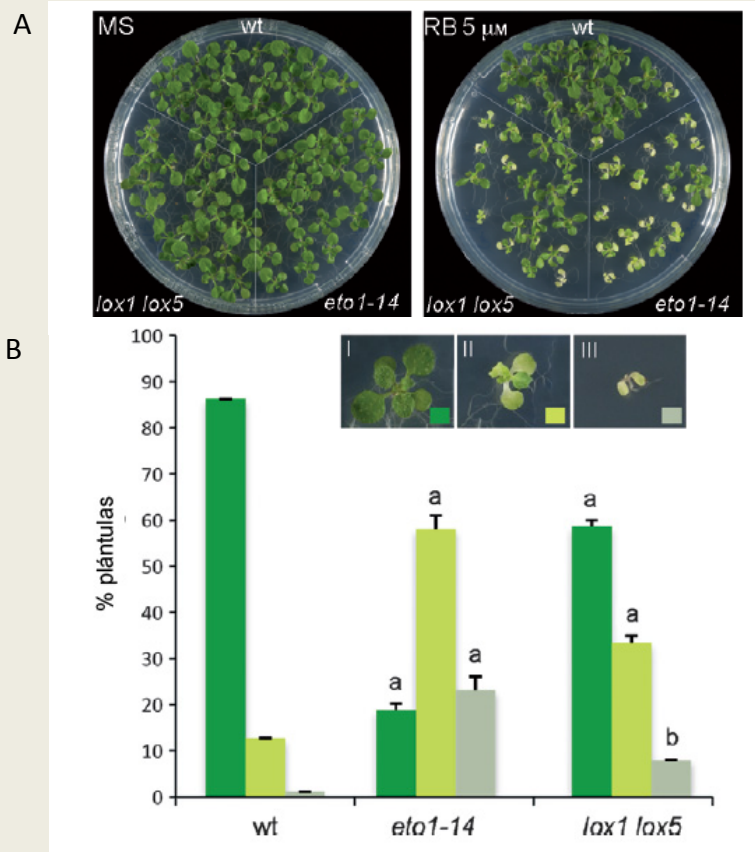 A
MS
wt
lox1 lox5
eto1-14
RB 5 μM
wt
lox1 lox5
eto1-14
B
100
90
80
70
60
50
40
30
20
10
0
% plántulas
I
II
III
a
a
a
a
a
b
wt
eto1-14
lox1 lox5